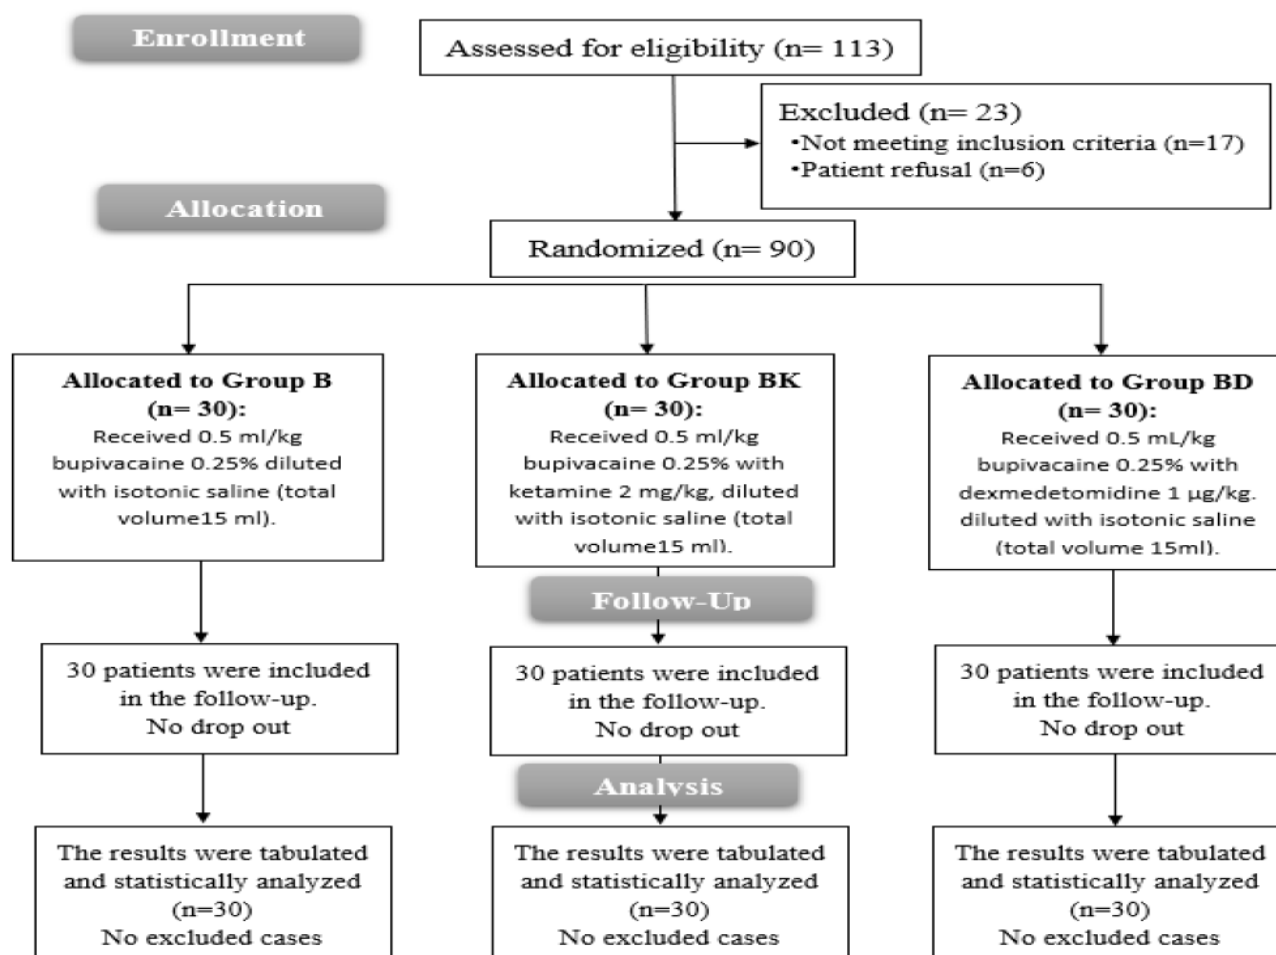 Enrollment
Assessed for eligibility (n= 113)
Excluded (n= 23)
•Not meeting inclusion criteria (n=17)
•Patient refusal (n=6)
Allocation
Randomized (n= 90)
Allocated to Group B
(n= 30):
Received 0.5 ml/kg
bupivacaine 0.25% diluted
with isotonic saline (total
volume15 ml).
Allocated to Group BK
(n= 30):
Received 0.5 ml/kg
bupivacaine 0.25% with
ketamine 2 mg/kg, diluted
with isotonic saline (total
volume15 ml).
Allocated to Group BD
(n= 30):
Received 0.5 mL/kg
bupivacaine 0.25% with
dexmedetomidine 1 µg/kg.
diluted with isotonic saline
(total volume 15ml).
Follow-Up
30 patients were included
in the follow-up.
No drop out
30 patients were included
in the follow-up.
No drop out
30 patients were included
in the follow-up.
No drop out
Analysis
The results were tabulated
and statistically analyzed
(n=30)
No excluded cases
The results were tabulated
and statistically analyzed
(n=30)
No excluded cases
The results were tabulated
and statistically analyzed
(n=30)
No excluded cases